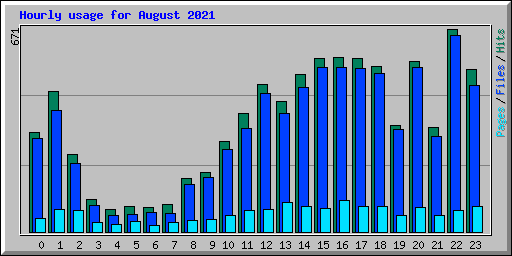 Hourly usage for August 2021
671
Pages/Files/Hits
0 1 2 3 4 5 6 7 8 9 10 11 12 13 14 15 16 17 18 19 20 21 22 23